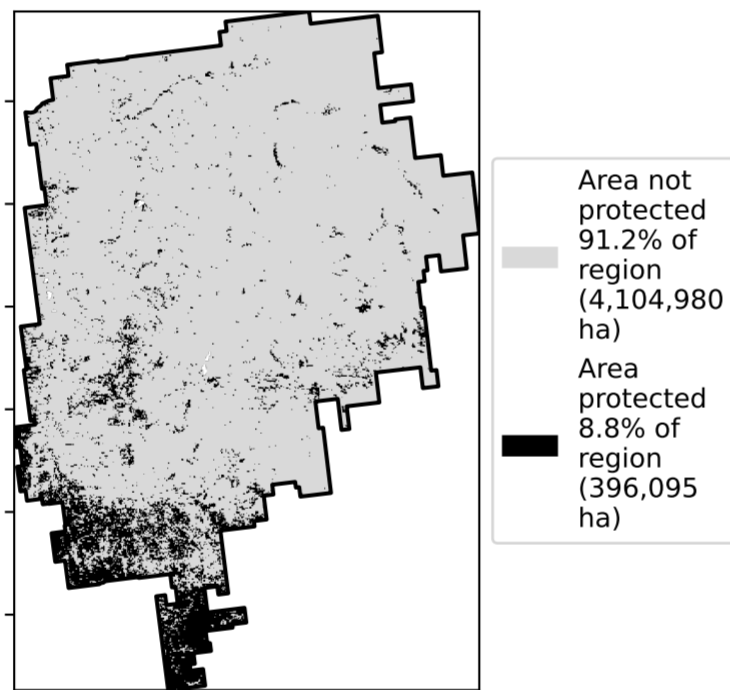 Area not
protected
91.2% of
region
(4,104,980
ha)
Area
protected
8.8% of
region
(396,095
ha)